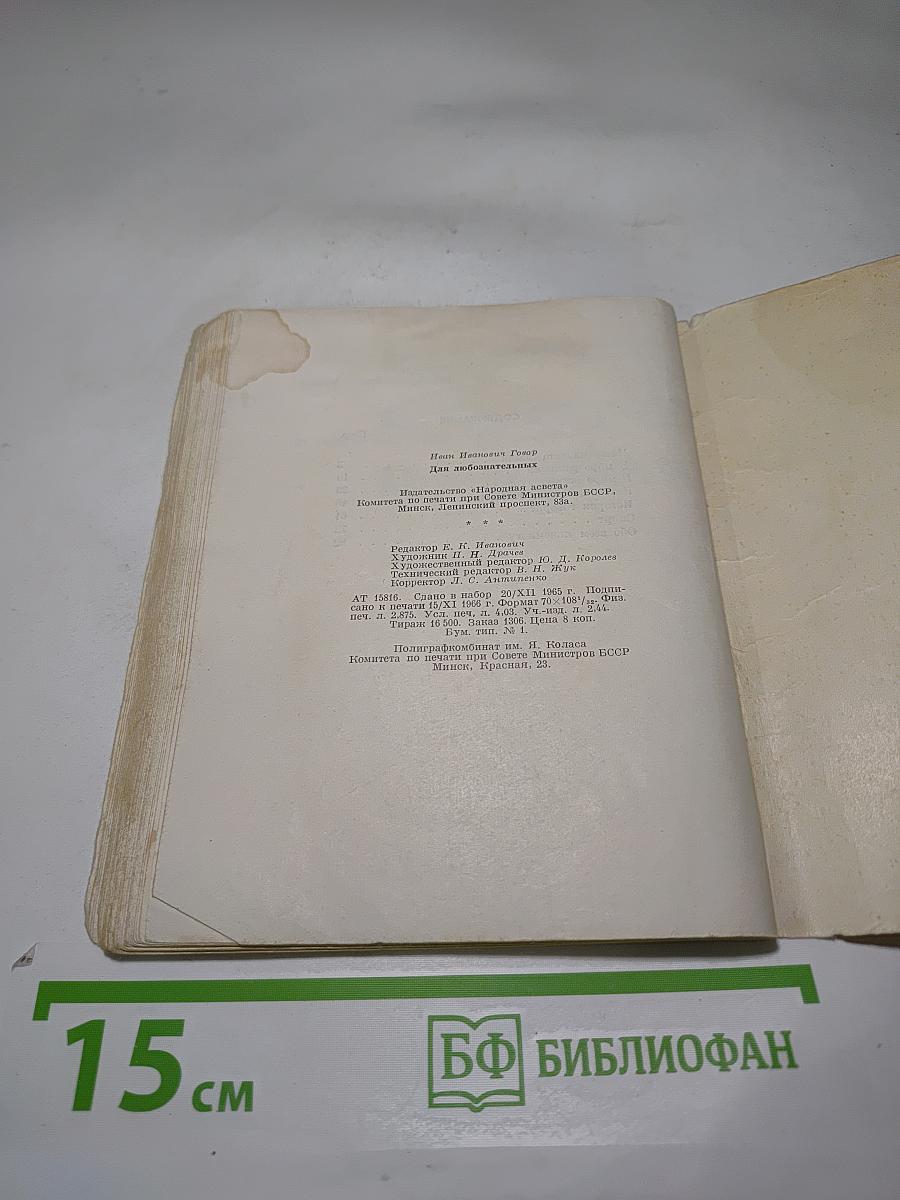 Иван Иванович Говор
Для любознательных
Издательство «Народная асвета»
Комитета по печати при Совете Министров БССР,
Минск, Ленинский проспект, 83а.
* * *
Редактор Е. К. Иванович
Художник П. Н. Драчев
Художественный редактор Ю. Д. Королев
Технический редактор В. Н. Жук
Корректор Л. С. Антипенко
АТ 15816. Сдано в набор 20/XII 1965 г. Подпи-
сано к печати 15/XI 1966 г. Формат 70×108¹/₃₂. Физ.
печ. л. 2,875. Усл. печ. л. 4,03. Уч.-изд. л. 2,44.
Тираж 16 500. Заказ 1306. Цена 8 коп.
Бум. тип. № 1.
Полиграфкомбинат им. Я. Коласа
Комитета по печати при Совете Министров БССР
Минск, Красная, 23.
15 см
БФ БИБЛИОФАН